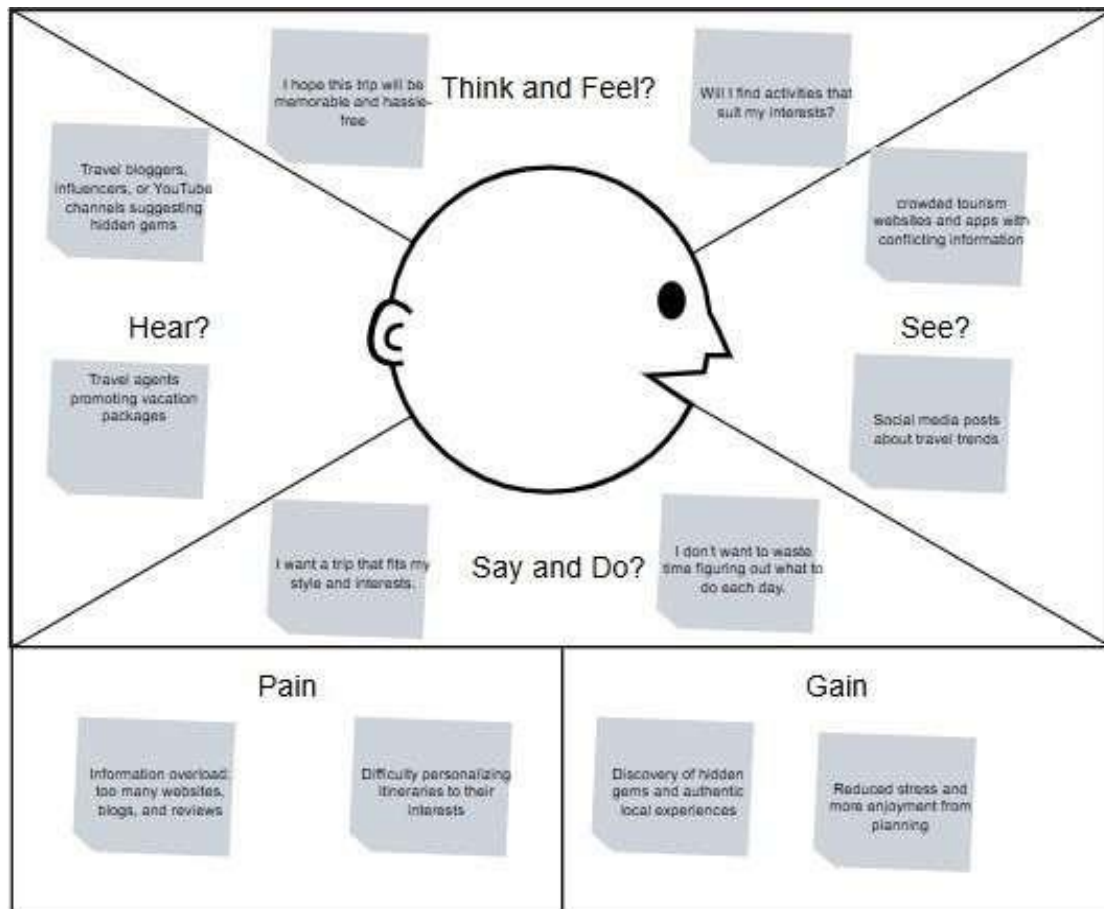 Think and Feel?
I hope this trip will be
memorable and hassle-
free
Will I find activities that
suit my interests?
Hear?
Travel bloggers,
influencers, or YouTube
channels suggesting
hidden gems
Travel agents
promoting vacation
packages
See?
crowded tourism
websites and apps with
conflicting information
Social media posts
about travel trends
Say and Do?
I want a trip that fits my
style and interests.
I don't want to waste
time figuring out what to
do each day.
Pain
Information overload:
too many websites,
blogs, and reviews
Difficulty personalizing
itineraries to their
interests
Gain
Discovery of hidden
gems and authentic
local experiences
Reduced stress and
more enjoyment from
planning